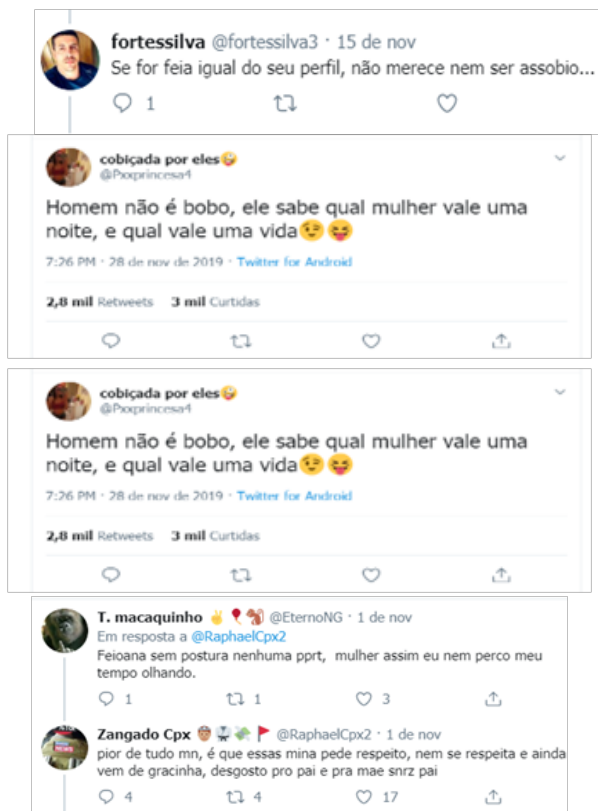 fortessilva @fortessilva3 · 15 de nov
Se for feia igual do seu perfil, não merece nem ser assobio...
1
cobiçada por eles🤪
@Pxxprincesa4
Homem não é bobo, ele sabe qual mulher vale uma
noite, e qual vale uma vida😉😝
7:26 PM · 28 de nov de 2019 · Twitter for Android
2,8 mil Retweets 3 mil Curtidas
cobiçada por eles🤪
@Pxxprincesa4
Homem não é bobo, ele sabe qual mulher vale uma
noite, e qual vale uma vida😉😝
7:26 PM · 28 de nov de 2019 · Twitter for Android
2,8 mil Retweets 3 mil Curtidas
T. macaquinho ✌🎈🐒 @EternoNG · 1 de nov
Em resposta a @RaphaelCpx2
Feioana sem postura nenhuma pprt, mulher assim eu nem perco meu
tempo olhando.
1 1 3
Zangado Cpx @RaphaelCpx2 · 1 de nov
pior de tudo mn, é que essas mina pede respeito, nem se respeita e ainda
vem de gracinha, desgosto pro pai e pra mae snrz pai
4 4 17